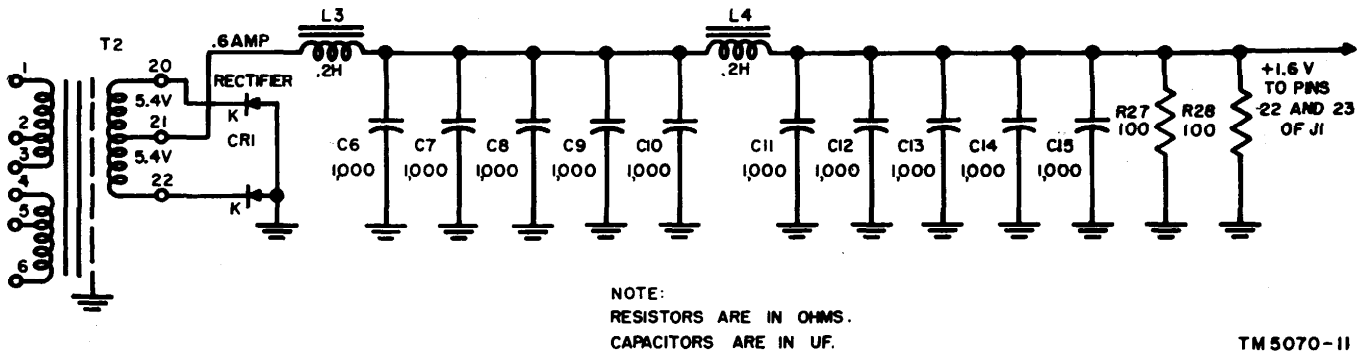 T2
1
2
3
4
5
6
20
5.4V
21
5.4V
22
.6AMP
RECTIFIER
K
CR1
K
L3
.2H
C6
1,000
C7
1,000
C8
1,000
C9
1,000
C10
1,000
L4
.2H
C11
1,000
C12
1,000
C13
1,000
C14
1,000
C15
1,000
R27
100
R28
100
+1.6 V
TO PINS
-22 AND 23
OF J1
NOTE:
RESISTORS ARE IN OHMS.
CAPACITORS ARE IN UF.
TM5070-11